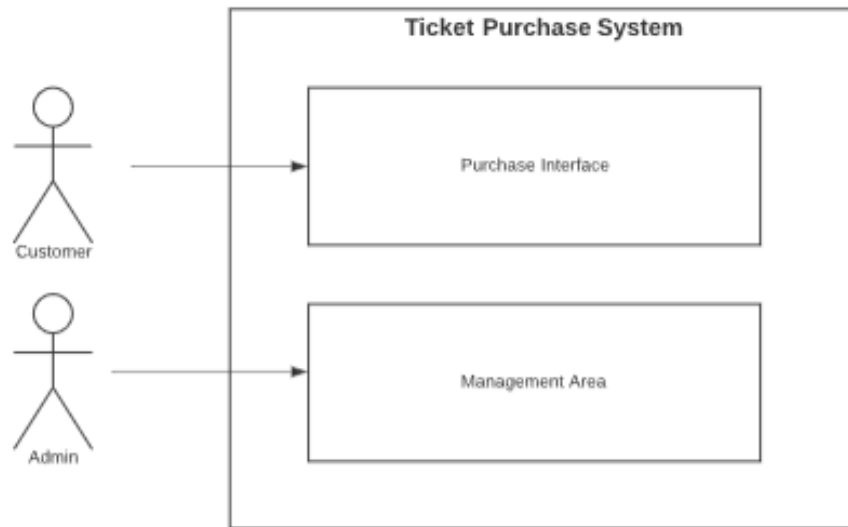 Ticket Purchase System
Purchase Interface
Customer
Management Area
Admin